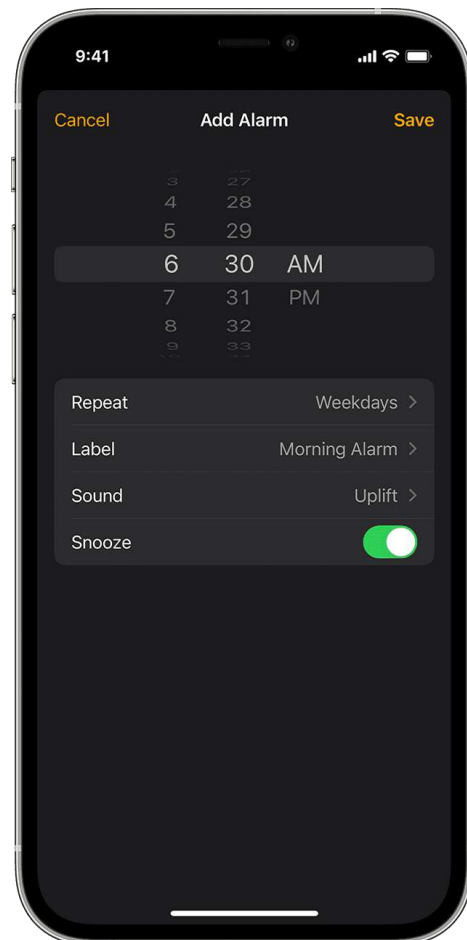 9:41
Cancel Add Alarm Save
3 27
4 28
5 29
6 30 AM
7 31 PM
8 32
9 33
Repeat Weekdays
Label Morning Alarm
Sound Uplift
Snooze